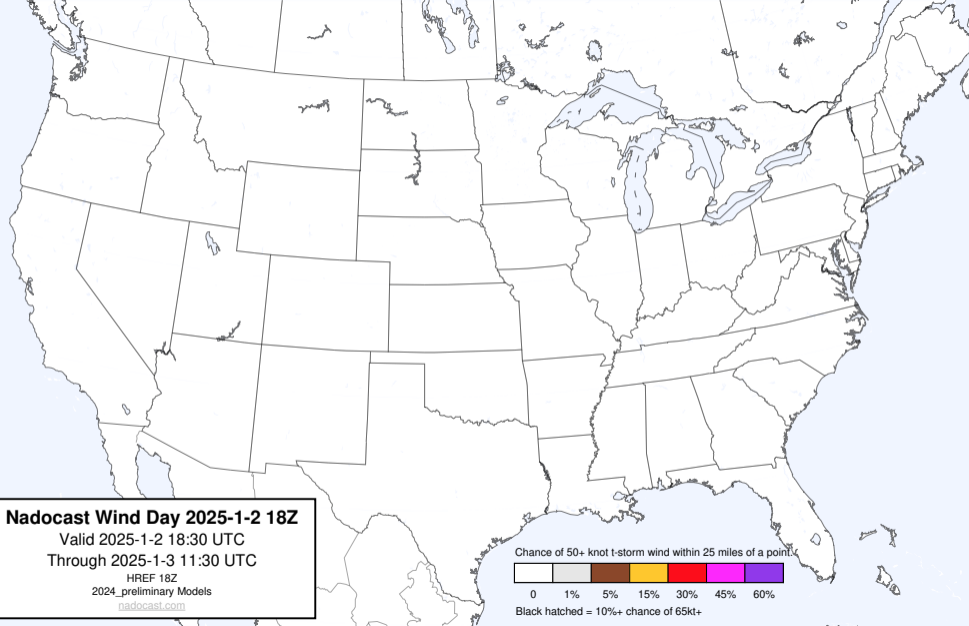 Nadocast Wind Day 2025-1-2 18Z
Valid 2025-1-2 18:30 UTC
Through 2025-1-3 11:30 UTC
HREF 18Z
2024_preliminary Models
nadocast.com
Chance of 50+ knot t-storm wind within 25 miles of a point.
0 1% 5% 15% 30% 45% 60%
Black hatched = 10%+ chance of 65kt+